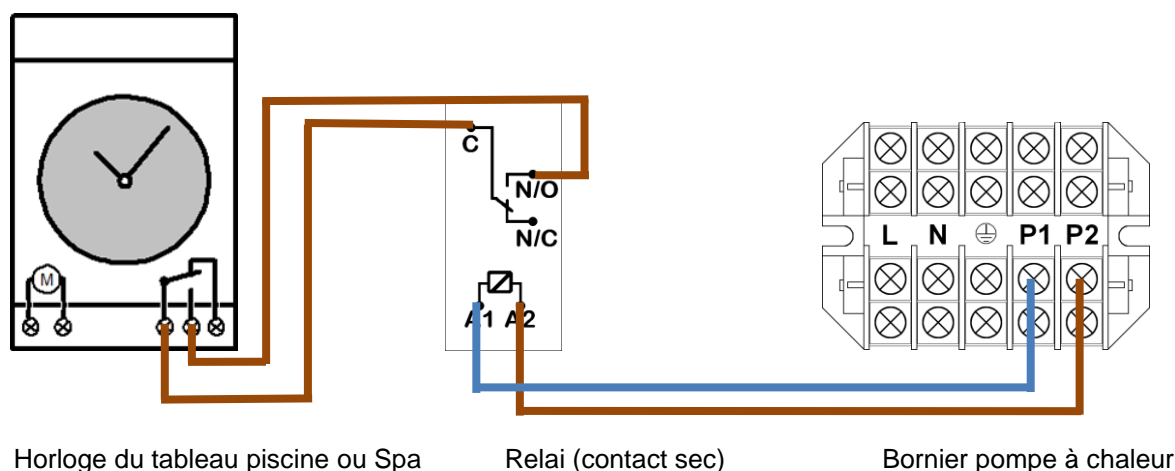 C
N/O
N/C
M
A1 A2
L N P1 P2
Horloge du tableau piscine ou Spa Relai (contact sec) Bornier pompe à chaleur